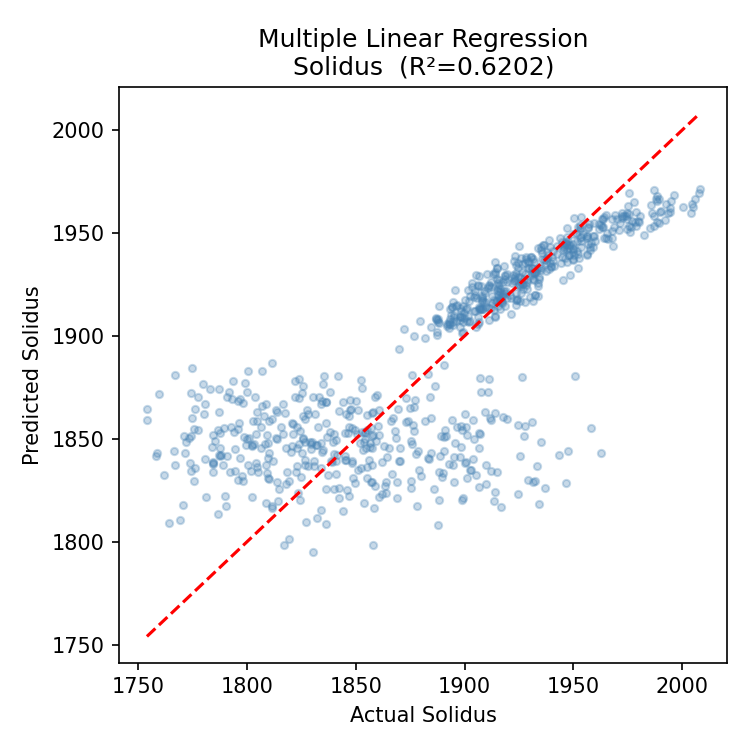 Multiple Linear Regression
Solidus (R²=0.6202)
2000
1950
1900
1850
1800
1750
Predicted Solidus
1750 1800 1850 1900 1950 2000
Actual Solidus